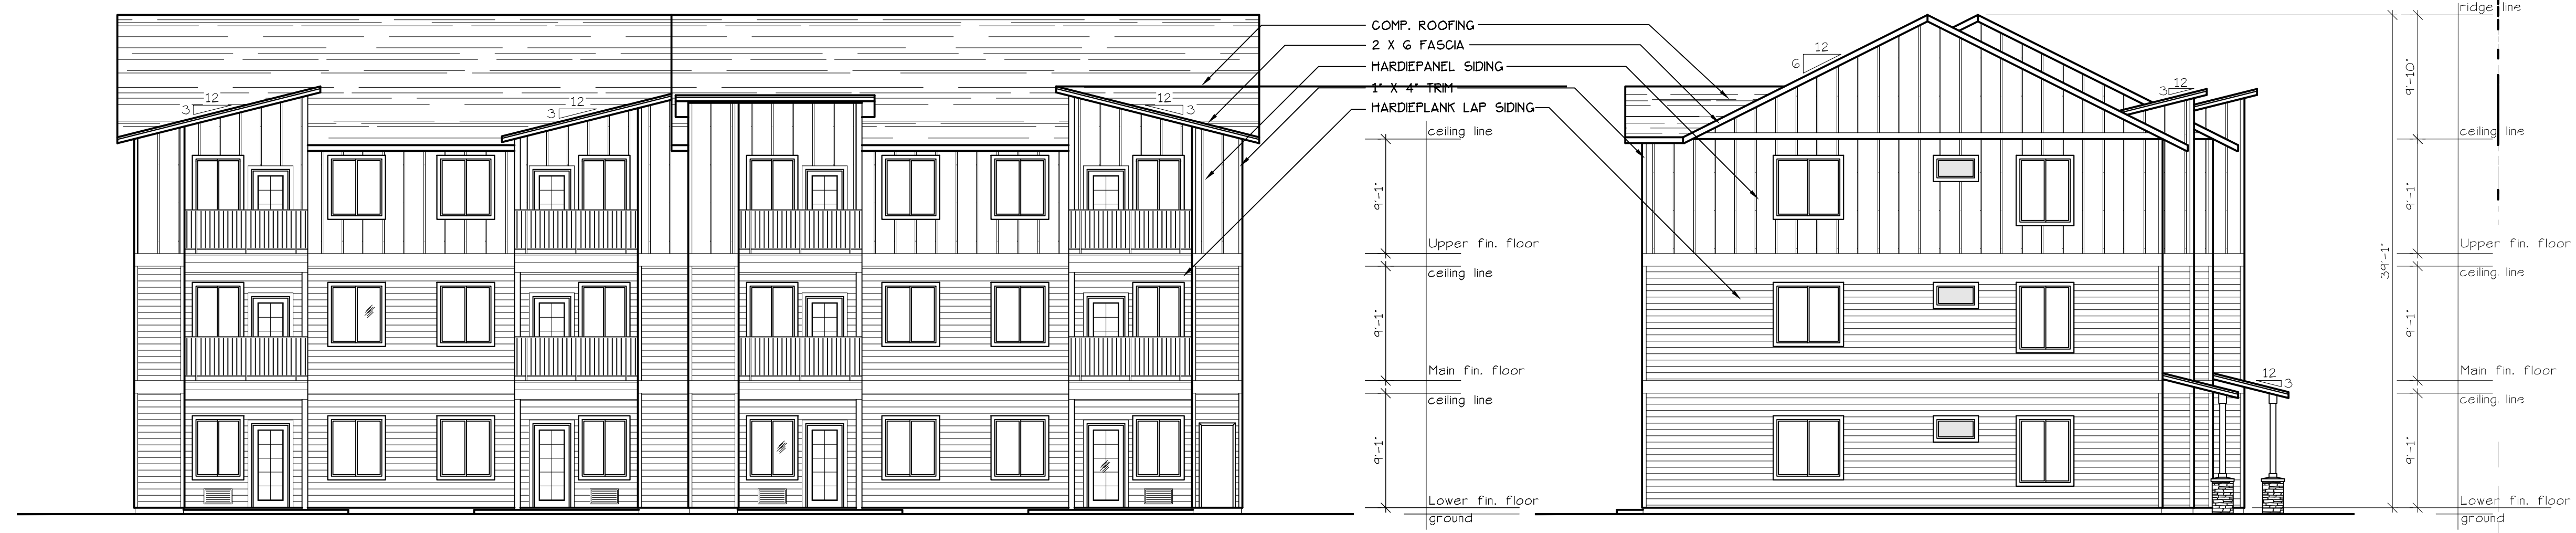 COMP. ROOFING
2 X 6 FASCIA
HARDIEPANEL SIDING
1" X 4" TRIM
HARDIEPLANK LAP SIDING
12
3
12
3
12
3
ceiling line
9'-1"
Upper fin. floor
ceiling line
9'-1"
Main fin. floor
ceiling line
9'-1"
Lower fin. floor
ground
12
6
12
3
12
3
ridge line
9'-10"
ceiling line
9'-1"
39'-1"
Upper fin. floor
ceiling line
9'-1"
Main fin. floor
ceiling line
9'-1"
Lower fin. floor
ground